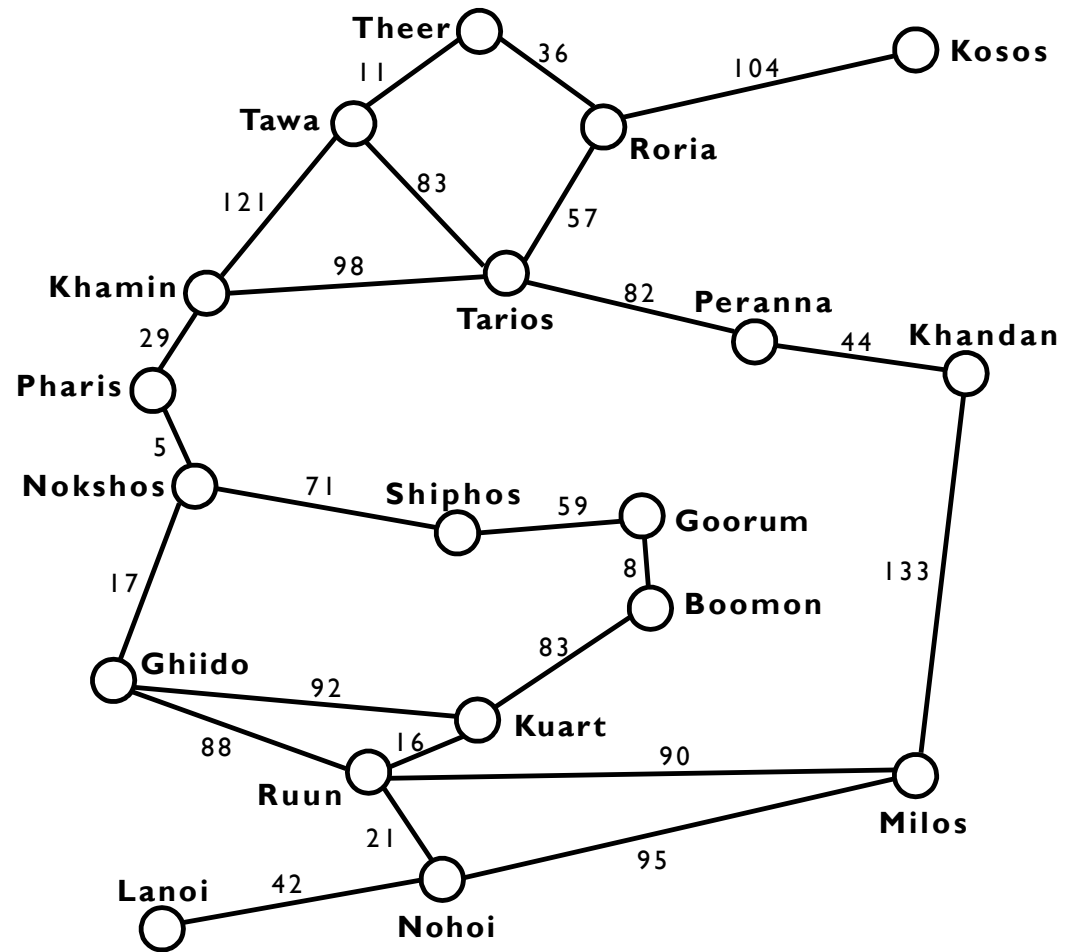 Theer
36
Kosos
104
11
Tawa
Roria
83
121
57
98
Khamin
82
Peranna
Tarios
Khandan
29
44
Pharis
5
Nokshos
71
Shiphos
59
Goorum
8
133
17
Boomon
83
Ghiido
92
Kuart
88
16
90
Ruun
Milos
21
95
Lanoi
42
Nohoi